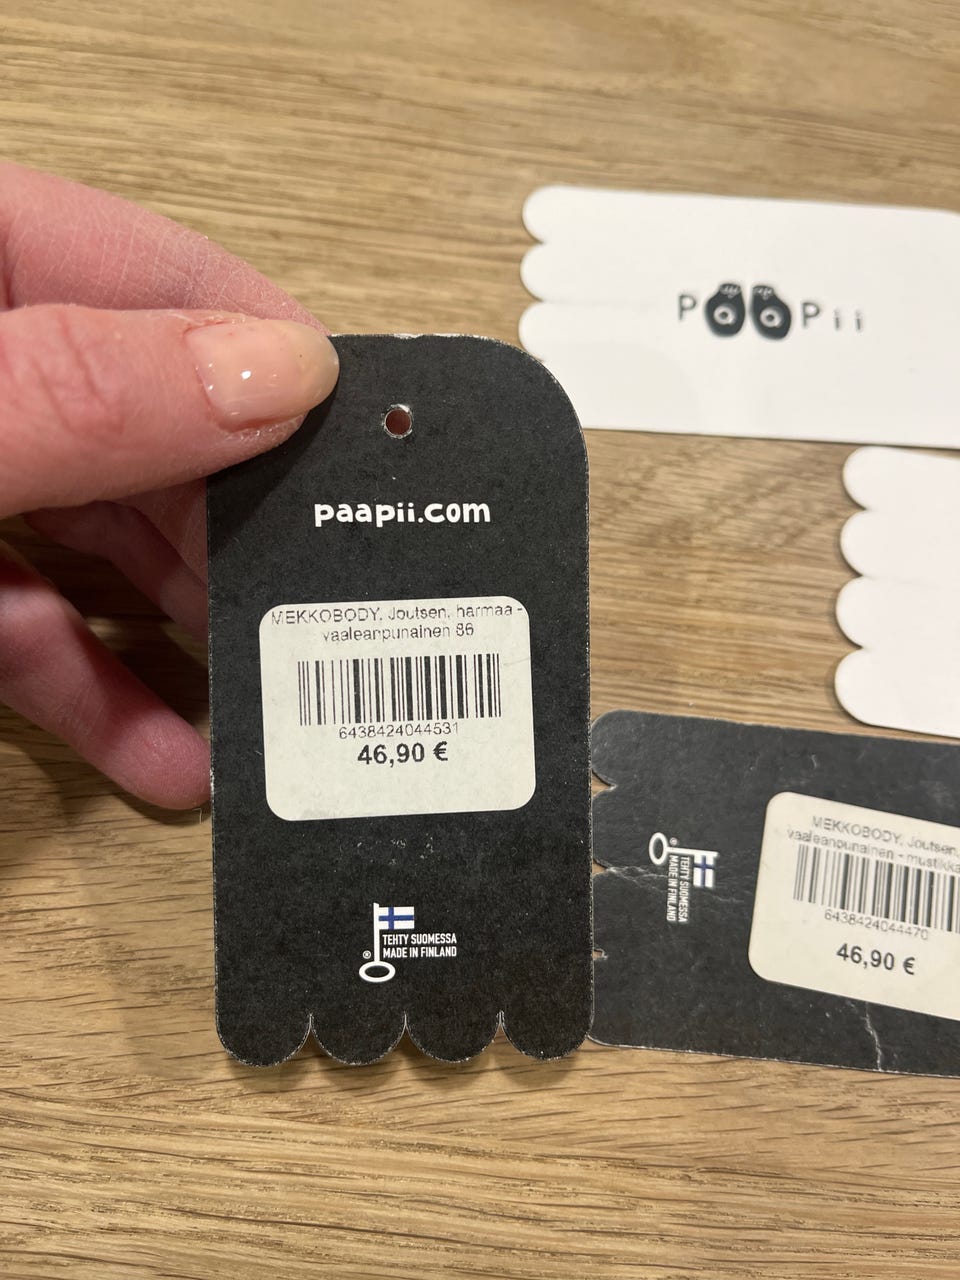 paapii.com
MEKKOBODY, Joutsen, harmaa -
vaaleanpunainen 86
6438424044531
46,90 €
TEHTY SUOMESSA
MADE IN FINLAND
®
PaaPii
MEKKOBODY, Joutsen,
vaaleanpunainen - mustikka
6438424044470
46,90 €
TEHTY SUOMESSA
MADE IN FINLAND
®